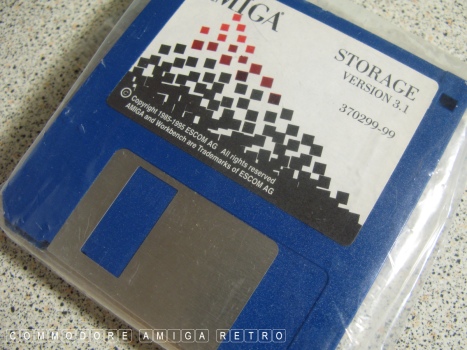 AMIGA
STORAGE
VERSION 3.1
370299-99
© Copyright 1985-1995 ESCOM AG All rights reserved
AMIGA and Workbench are Trademarks of ESCOM AG
COMMODORE AMIGA RETRO